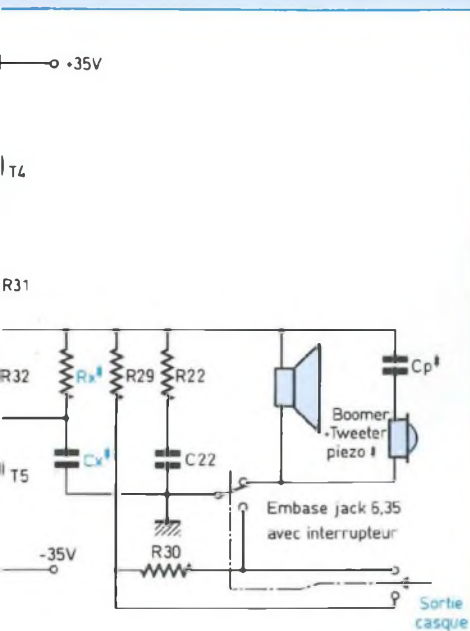 +35V
T4
R31
R32
Rx‡
R29
R22
Cp‡
Boomer
+Tweeter
piezo ‡
Cx‡
C22
T5
Embase jack 6,35
avec interrupteur
-35V
R30
Sortie
casque